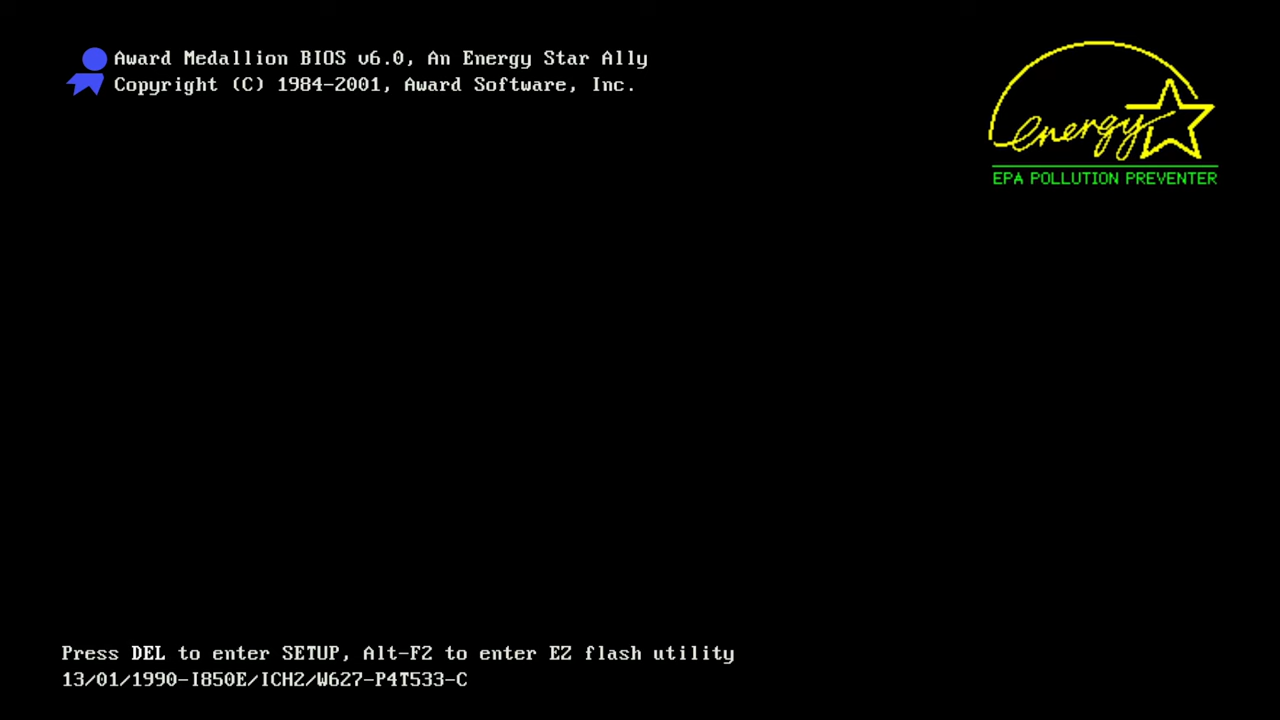 Award Medallion BIOS v6.0, An Energy Star Ally
Copyright (C) 1984-2001, Award Software, Inc.
energy
EPA POLLUTION PREVENTER
Press DEL to enter SETUP, Alt-F2 to enter EZ flash utility
13/01/1990-I850E/ICH2/W627-P4T533-C